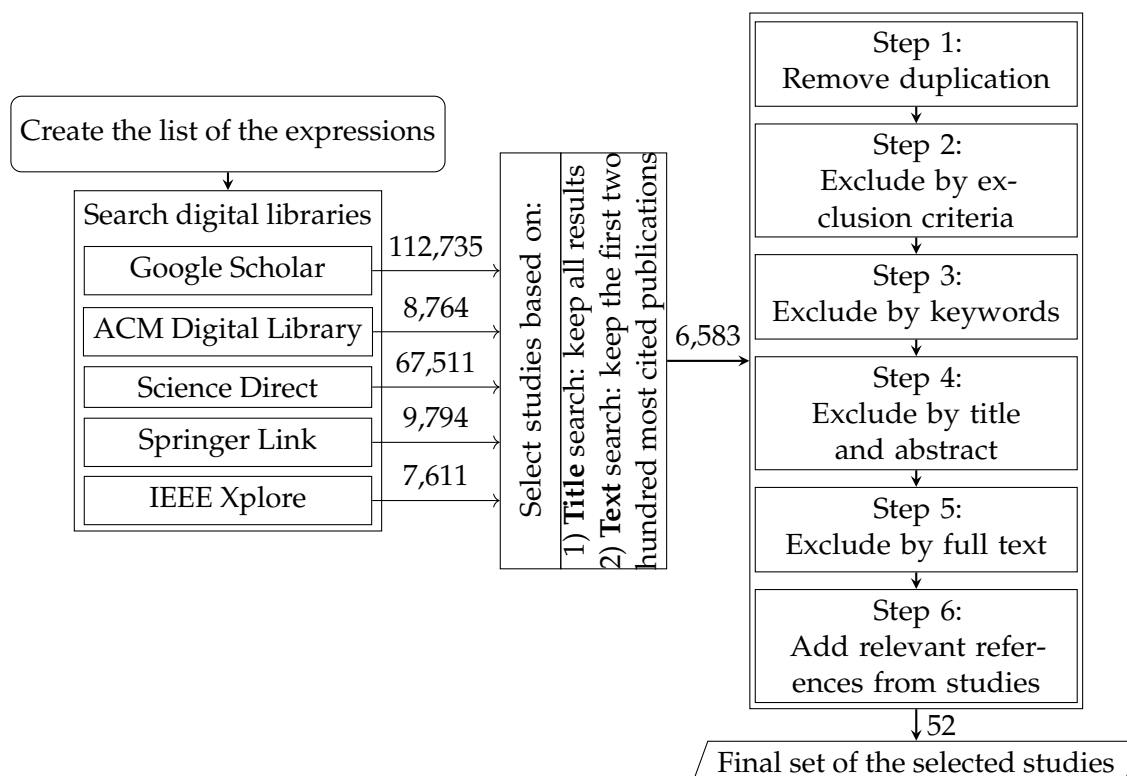 Create the list of the expressions
Search digital libraries
Google Scholar
112,735
ACM Digital Library
8,764
Science Direct
67,511
Springer Link
9,794
IEEE Xplore
7,611
Select studies based on:
1) Title search: keep all results
2) Text search: keep the first two
hundred most cited publications
6,583
Step 1:
Remove duplication
Step 2:
Exclude by ex-
clusion criteria
Step 3:
Exclude by keywords
Step 4:
Exclude by title
and abstract
Step 5:
Exclude by full text
Step 6:
Add relevant refer-
ences from studies
52
Final set of the selected studies